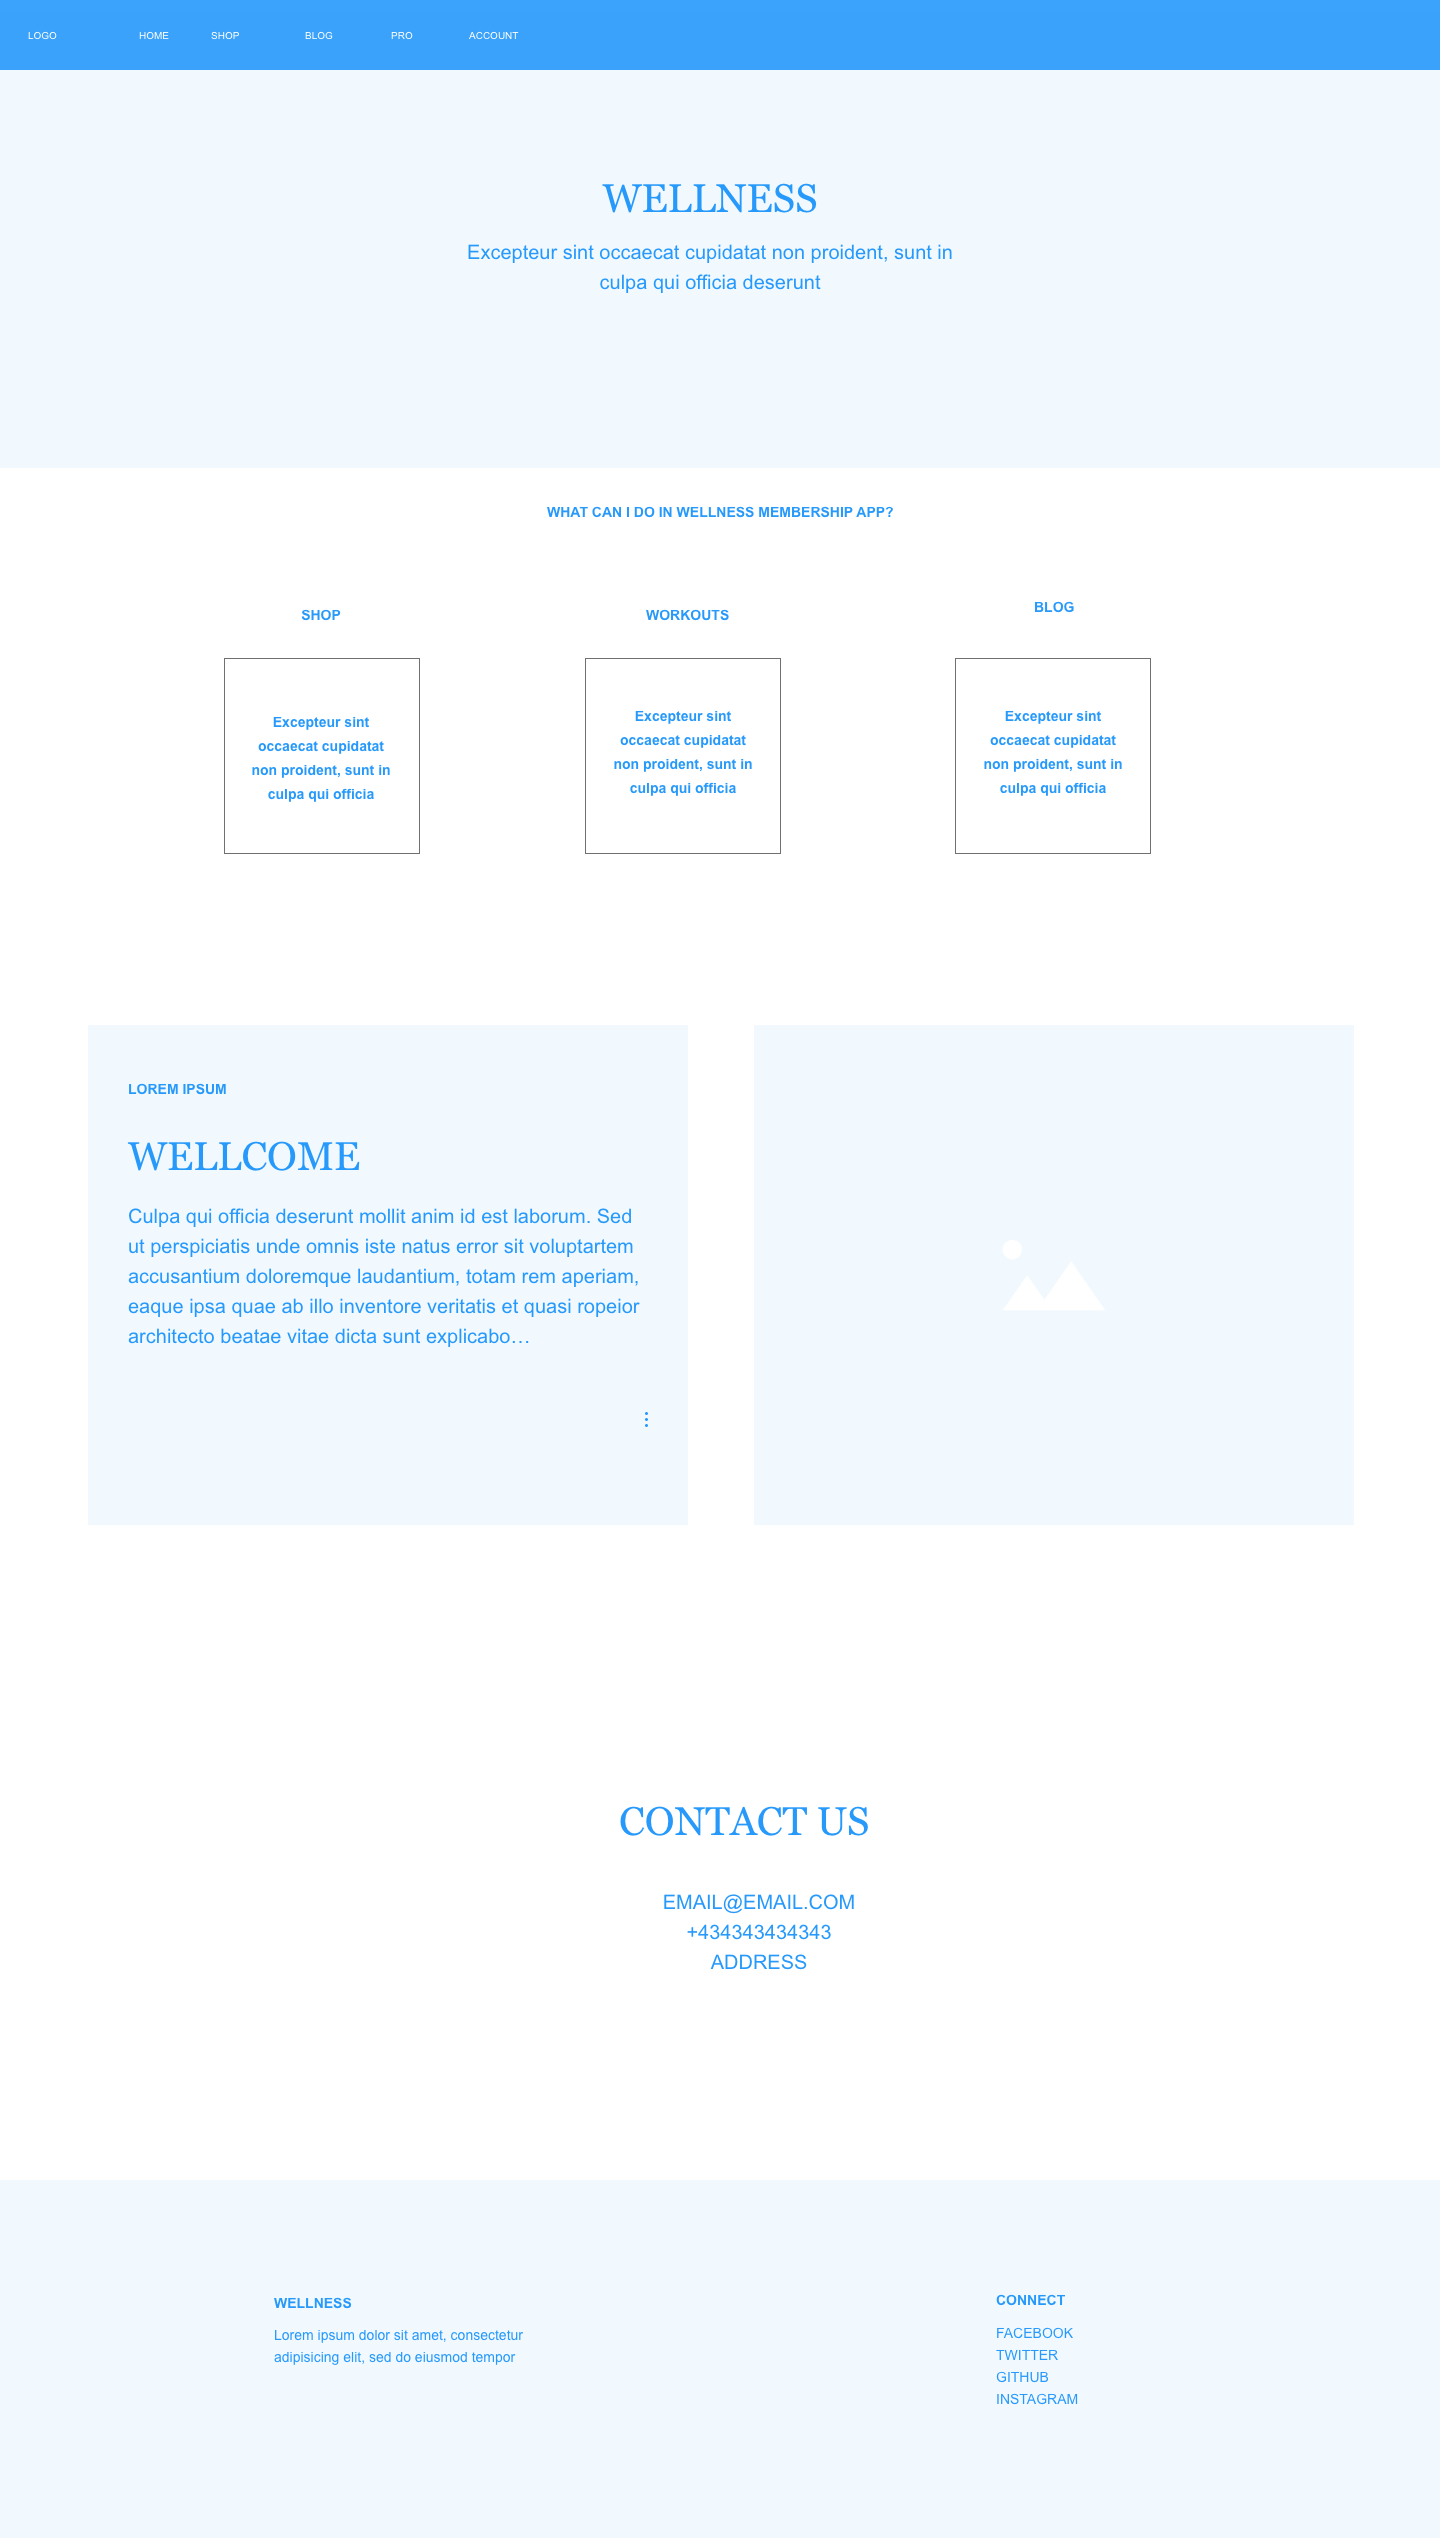 LOGO
HOME
SHOP
BLOG
PRO
ACCOUNT
WELLNESS
Excepteur sint occaecat cupidatat non proident, sunt in
culpa qui officia deserunt
WHAT CAN I DO IN WELLNESS MEMBERSHIP APP?
SHOP
Excepteur sint
occaecat cupidatat
non proident, sunt in
culpa qui officia
WORKOUTS
Excepteur sint
occaecat cupidatat
non proident, sunt in
culpa qui officia
BLOG
Excepteur sint
occaecat cupidatat
non proident, sunt in
culpa qui officia
LOREM IPSUM
WELLCOME
Culpa qui officia deserunt mollit anim id est laborum. Sed
ut perspiciatis unde omnis iste natus error sit voluptartem
accusantium doloremque laudantium, totam rem aperiam,
eaque ipsa quae ab illo inventore veritatis et quasi ropeior
architecto beatae vitae dicta sunt explicabo…
CONTACT US
EMAIL@EMAIL.COM
+434343434343
ADDRESS
WELLNESS
Lorem ipsum dolor sit amet, consectetur
adipisicing elit, sed do eiusmod tempor
CONNECT
FACEBOOK
TWITTER
GITHUB
INSTAGRAM